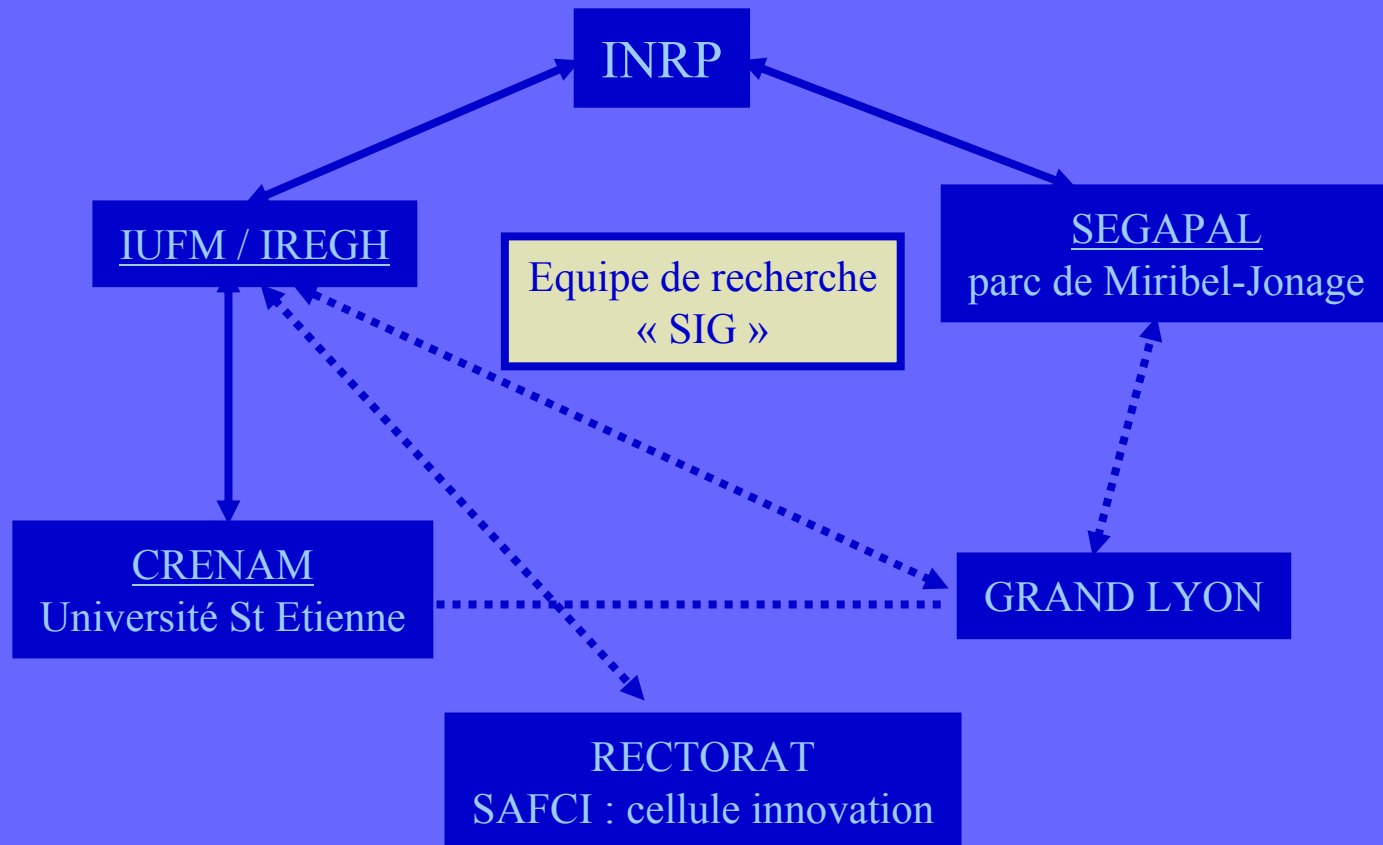 INRP
IUFM / IREGH
SEGAPAL
parc de Miribel-Jonage
Equipe de recherche
« SIG »
CRENAM
Université St Etienne
GRAND LYON
RECTORAT
SAFCI : cellule innovation